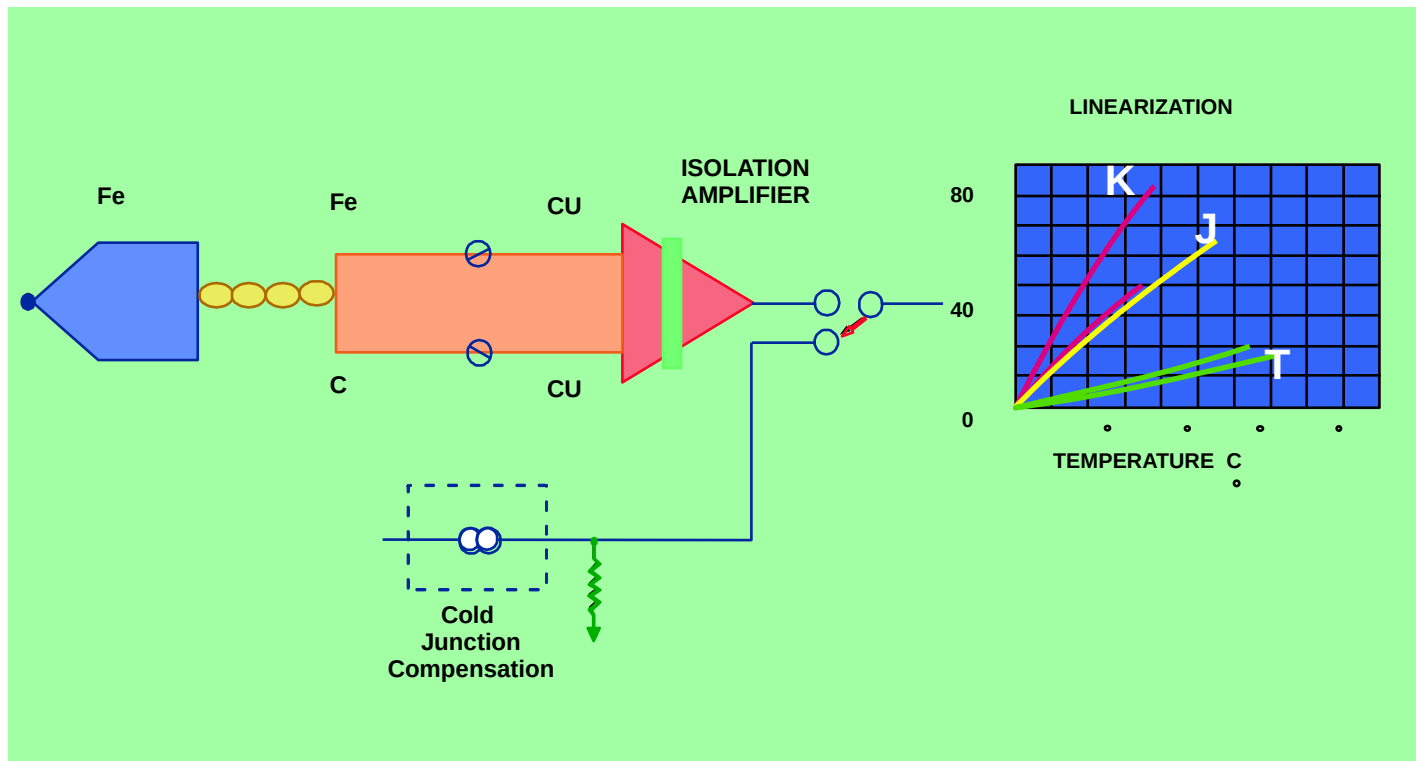 LINEARIZATION
ISOLATION
AMPLIFIER
Fe
Fe
CU
K
80
J
40
T
C
CU
0
TEMPERATURE °C
Cold
Junction
Compensation